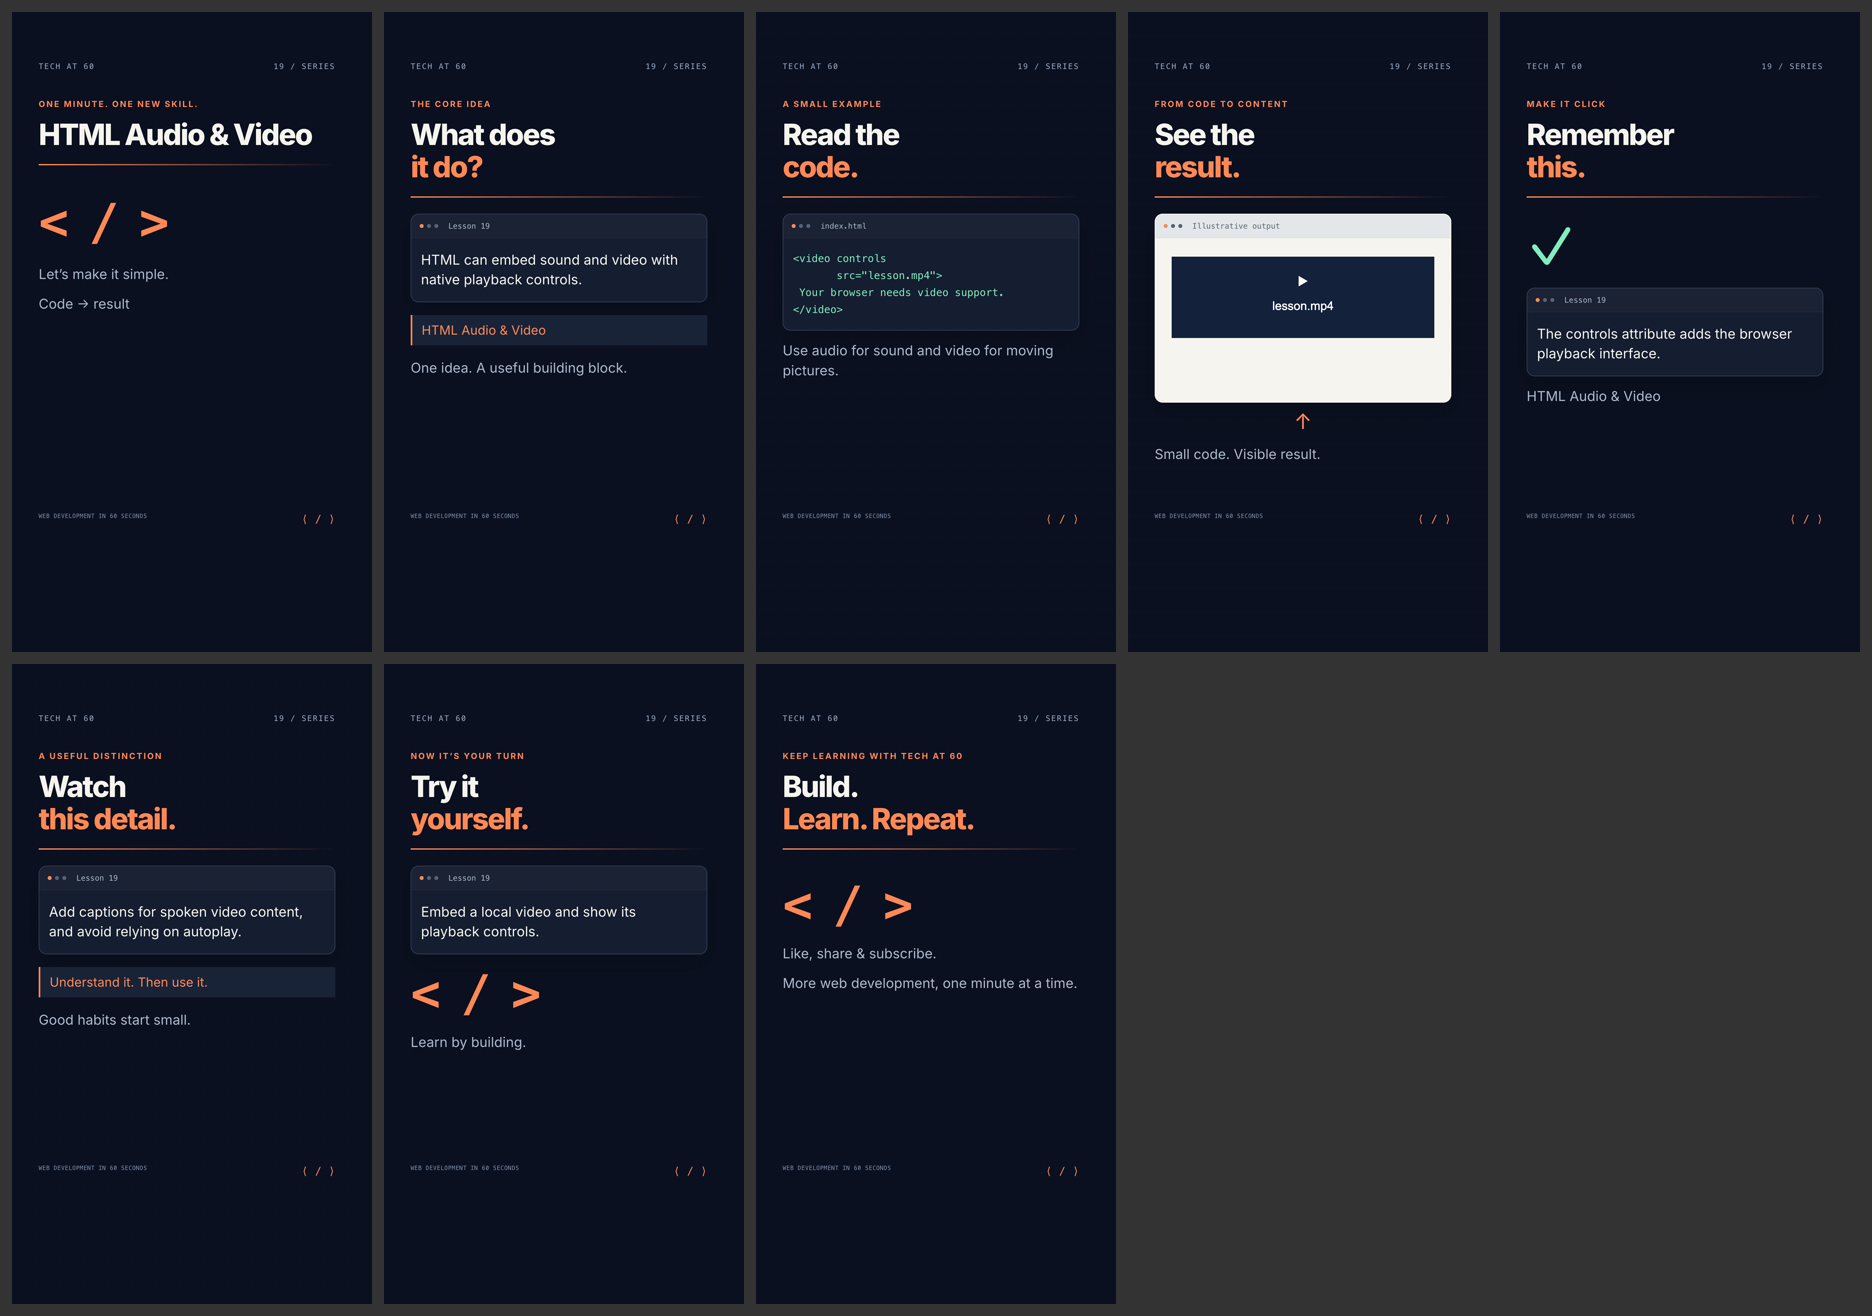 TECH AT 60
19 / SERIES
ONE MINUTE. ONE NEW SKILL.
HTML Audio & Video
< / >
Let’s make it simple.
Code → result
WEB DEVELOPMENT IN 60 SECONDS
⟨ / ⟩
TECH AT 60
19 / SERIES
THE CORE IDEA
What does
it do?
Lesson 19
HTML can embed sound and video with
native playback controls.
HTML Audio & Video
One idea. A useful building block.
WEB DEVELOPMENT IN 60 SECONDS
⟨ / ⟩
TECH AT 60
19 / SERIES
A SMALL EXAMPLE
Read the
code.
index.html
<video controls
src="lesson.mp4">
Your browser needs video support.
</video>
Use audio for sound and video for moving
pictures.
WEB DEVELOPMENT IN 60 SECONDS
⟨ / ⟩
TECH AT 60
19 / SERIES
FROM CODE TO CONTENT
See the
result.
Illustrative output
lesson.mp4
↑
Small code. Visible result.
WEB DEVELOPMENT IN 60 SECONDS
⟨ / ⟩
TECH AT 60
19 / SERIES
MAKE IT CLICK
Remember
this.
Lesson 19
The controls attribute adds the browser
playback interface.
HTML Audio & Video
WEB DEVELOPMENT IN 60 SECONDS
⟨ / ⟩
TECH AT 60
19 / SERIES
A USEFUL DISTINCTION
Watch
this detail.
Lesson 19
Add captions for spoken video content,
and avoid relying on autoplay.
Understand it. Then use it.
Good habits start small.
WEB DEVELOPMENT IN 60 SECONDS
⟨ / ⟩
TECH AT 60
19 / SERIES
NOW IT’S YOUR TURN
Try it
yourself.
Lesson 19
Embed a local video and show its
playback controls.
< / >
Learn by building.
WEB DEVELOPMENT IN 60 SECONDS
⟨ / ⟩
TECH AT 60
19 / SERIES
KEEP LEARNING WITH TECH AT 60
Build.
Learn. Repeat.
< / >
Like, share & subscribe.
More web development, one minute at a time.
WEB DEVELOPMENT IN 60 SECONDS
⟨ / ⟩